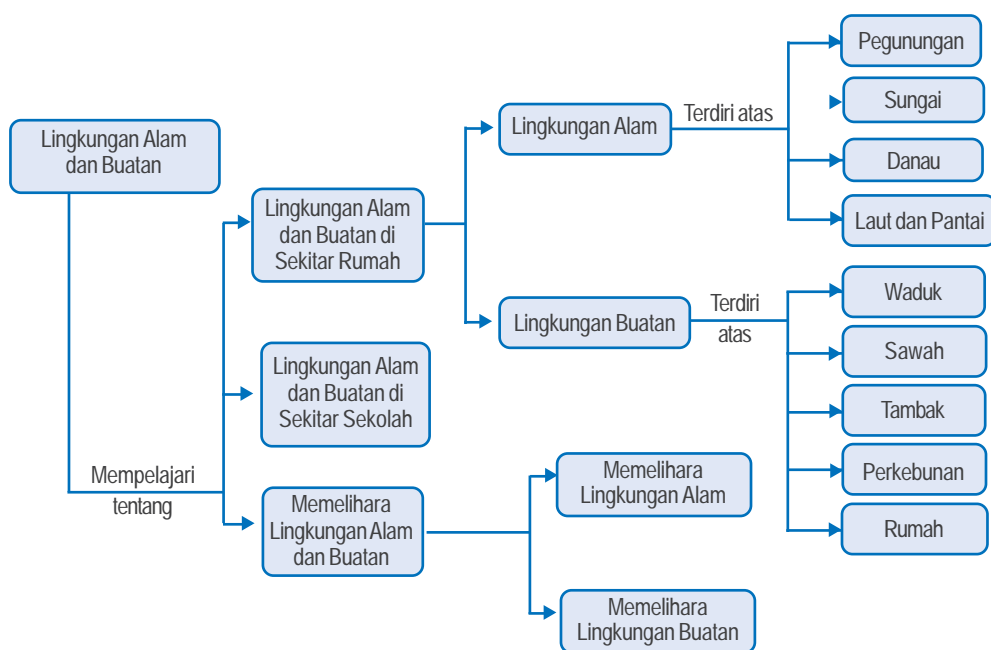 Lingkungan Alam
dan Buatan
Mempelajari
tentang
Lingkungan Alam
dan Buatan di
Sekitar Rumah
Lingkungan Alam
Terdiri atas
Pegunungan
Sungai
Danau
Laut dan Pantai
Lingkungan Buatan
Terdiri
atas
Waduk
Sawah
Tambak
Perkebunan
Rumah
Lingkungan Alam
dan Buatan di
Sekitar Sekolah
Memelihara
Lingkungan Alam
dan Buatan
Memelihara
Lingkungan Alam
Memelihara
Lingkungan Buatan